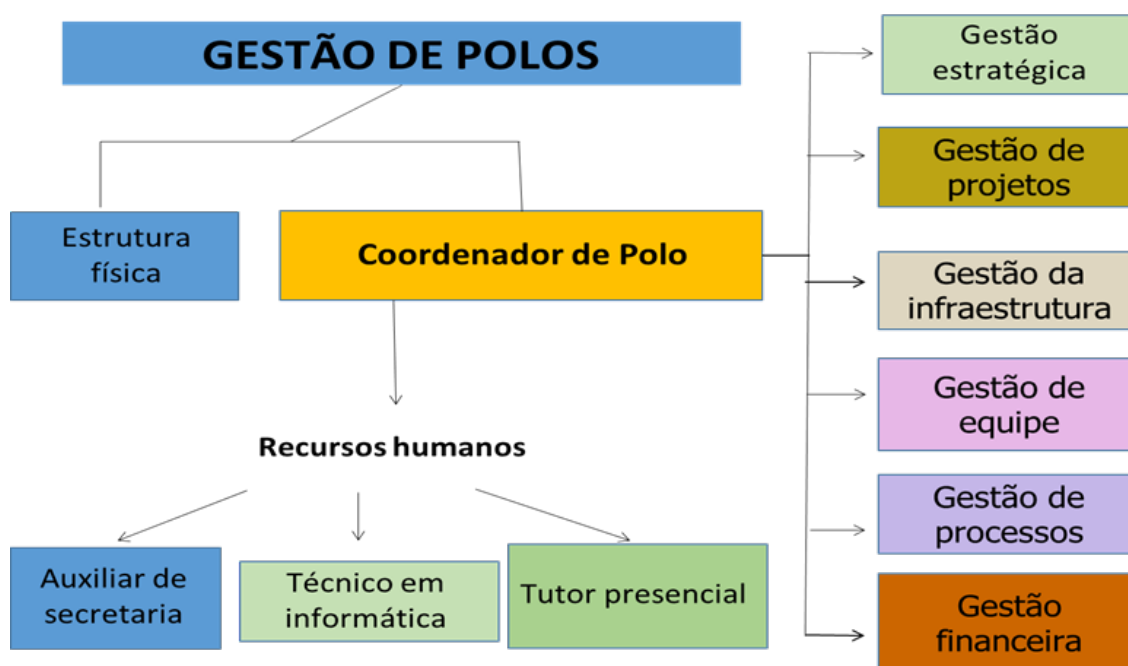 GESTÃO DE POLOS
Estrutura
física
Coordenador de Polo
Recursos humanos
Auxiliar de
secretaria
Técnico em
informática
Tutor presencial
Gestão
estratégica
Gestão de
projetos
Gestão da
infraestrutura
Gestão de
equipe
Gestão de
processos
Gestão
financeira